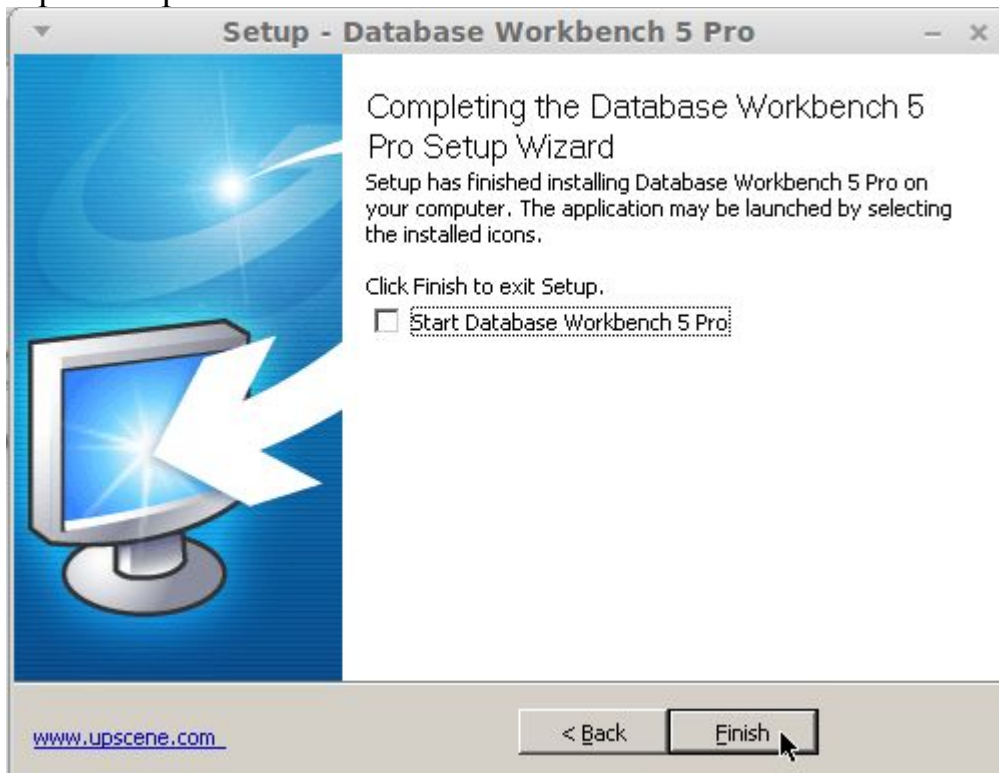 Setup - Database Workbench 5 Pro
Completing the Database Workbench 5
Pro Setup Wizard
Setup has finished installing Database Workbench 5 Pro on
your computer. The application may be launched by selecting
the installed icons.
Click Finish to exit Setup.
Start Database Workbench 5 Pro
www.upscene.com
< Back
Finish